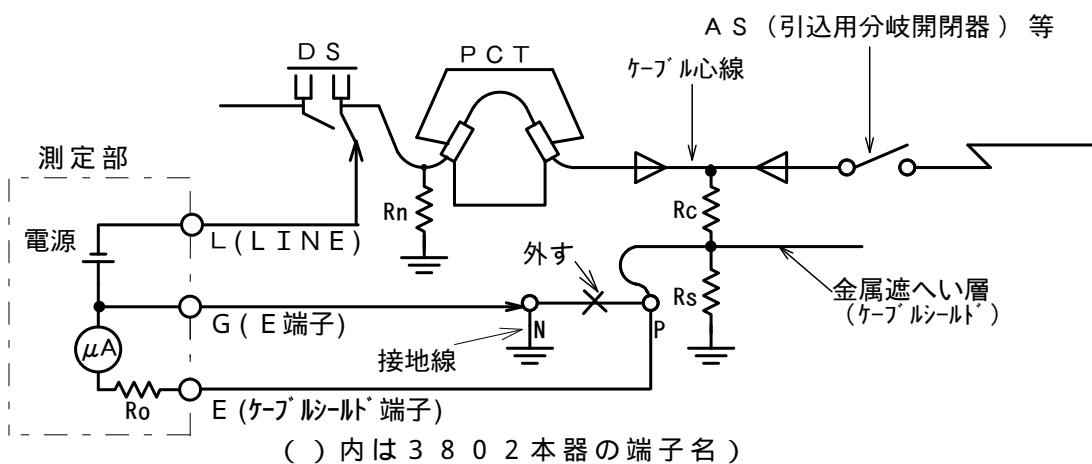 AS（引込用分岐開閉器）等
DS
PCT
ｹｰﾌﾞﾙ心線
測定部
Rn
Rc
電源
L(LINE)
外す
Rs
金属遮へい層
(ｹｰﾌﾞﾙｼｰﾙﾄﾞ)
G(E端子)
N
P
μA
接地線
Ro
E(ｹｰﾌﾞﾙｼｰﾙﾄﾞ端子)
( )内は3802本器の端子名)